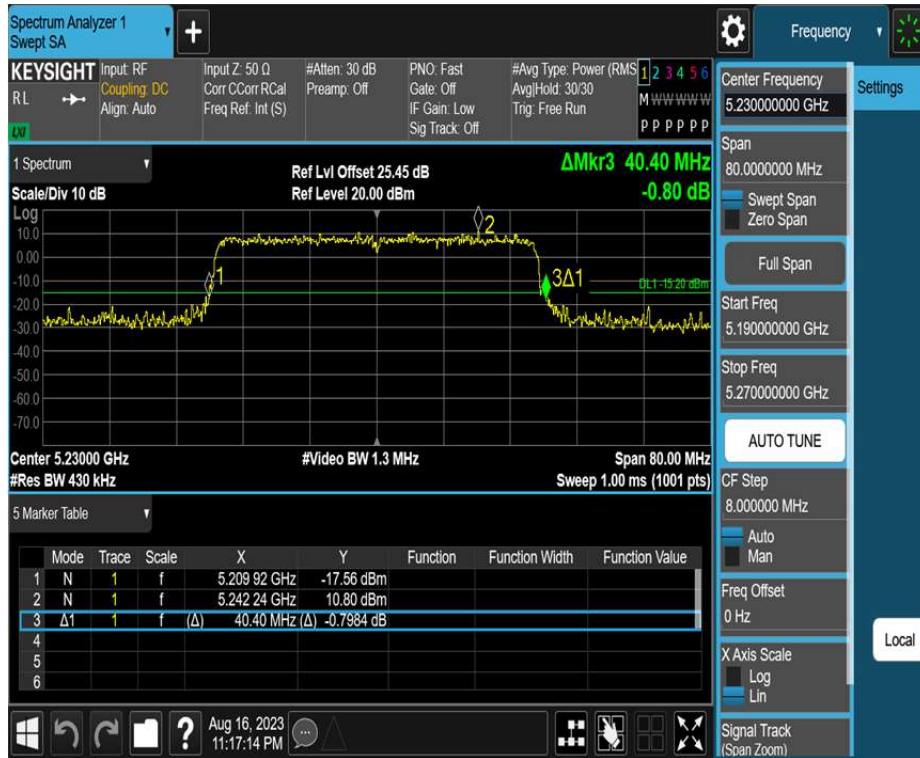 Spectrum Analyzer 1
Swept SA
+
Frequency
KEYSIGHT
RL
LXI
Input: RF
Coupling: DC
Align: Auto
Input Z: 50 Ω
Corr CCorr RCal
Freq Ref: Int (S)
#Atten: 30 dB
Preamp: Off
PNO: Fast
Gate: Off
IF Gain: Low
Sig Track: Off
#Avg Type: Power (RMS
Avg|Hold: 30/30
Trig: Free Run
1 2 3 4 5 6
M W W W W W
P P P P P P
1 Spectrum
Scale/Div 10 dB
Ref Lvl Offset 25.45 dB
Ref Level 20.00 dBm
ΔMkr3 40.40 MHz
-0.80 dB
Log
10.0
0.00
-10.0
-20.0
-30.0
-40.0
-50.0
-60.0
-70.0
1
2
3Δ1
DL1 -15.20 dBm
Center 5.23000 GHz
#Video BW 1.3 MHz
Span 80.00 MHz
#Res BW 430 kHz
Sweep 1.00 ms (1001 pts)
5 Marker Table
Mode Trace Scale X Y Function Function Width Function Value
1 N 1 f 5.209 92 GHz -17.56 dBm
2 N 1 f 5.242 24 GHz 10.80 dBm
3 Δ1 1 f (Δ) 40.40 MHz (Δ) -0.7984 dB
4
5
6
?
Aug 16, 2023
11:17:14 PM
Center Frequency
5.230000000 GHz
Settings
Span
80.0000000 MHz
Swept Span
Zero Span
Full Span
Start Freq
5.190000000 GHz
Stop Freq
5.270000000 GHz
AUTO TUNE
CF Step
8.000000 MHz
Auto
Man
Freq Offset
0 Hz
Local
X Axis Scale
Log
Lin
Signal Track
(Span Zoom)